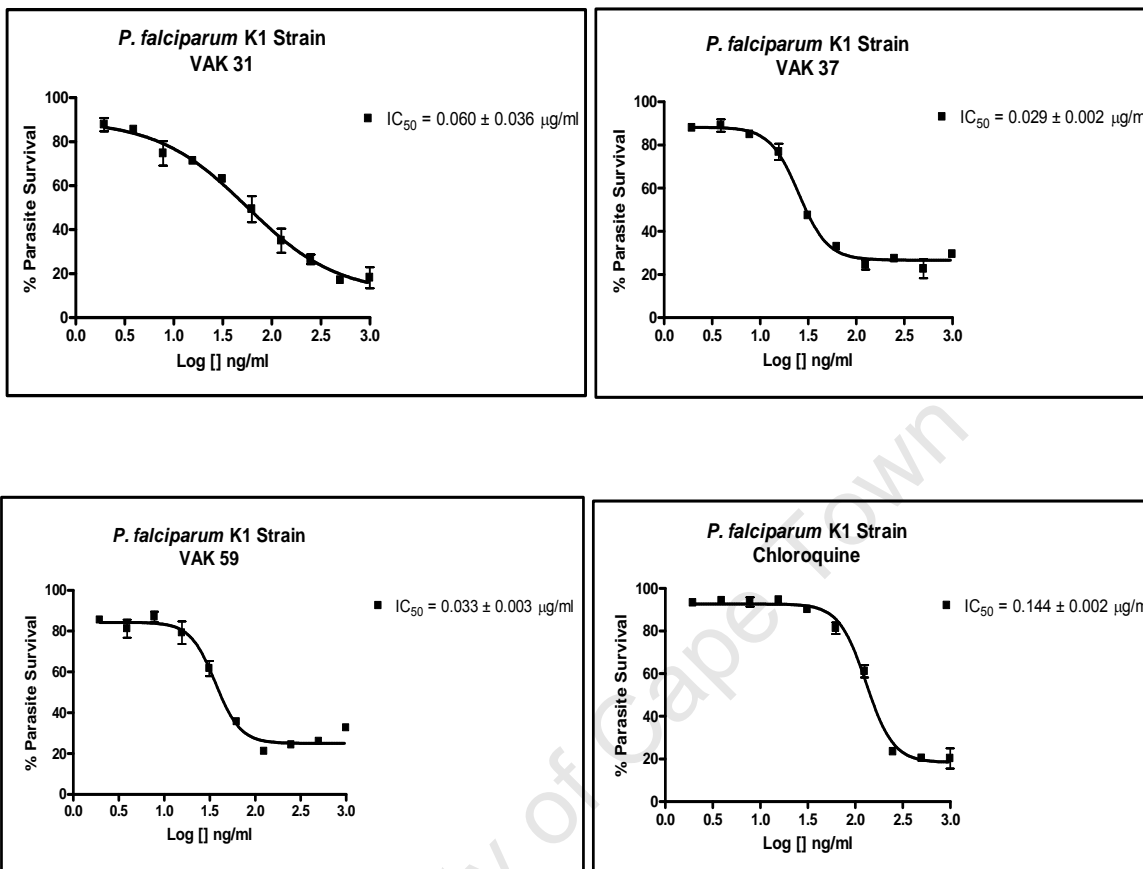 P. falciparum K1 Strain
VAK 31
IC50 = 0.060 ± 0.036 µg/ml
% Parasite Survival
100
80
60
40
20
0
0.0 0.5 1.0 1.5 2.0 2.5 3.0
Log [] ng/ml
P. falciparum K1 Strain
VAK 37
IC50 = 0.029 ± 0.002 µg/m
% Parasite Survival
100
80
60
40
20
0
0.0 0.5 1.0 1.5 2.0 2.5 3.0
Log [] ng/ml
P. falciparum K1 Strain
VAK 59
IC50 = 0.033 ± 0.003 µg/ml
% Parasite Survival
100
80
60
40
20
0
0.0 0.5 1.0 1.5 2.0 2.5 3.0
Log [] ng/ml
P. falciparum K1 Strain
Chloroquine
IC50 = 0.144 ± 0.002 µg/m
% Parasite Survival
100
80
60
40
20
0
0.0 0.5 1.0 1.5 2.0 2.5 3.0
Log [] ng/ml
y of Cape Town